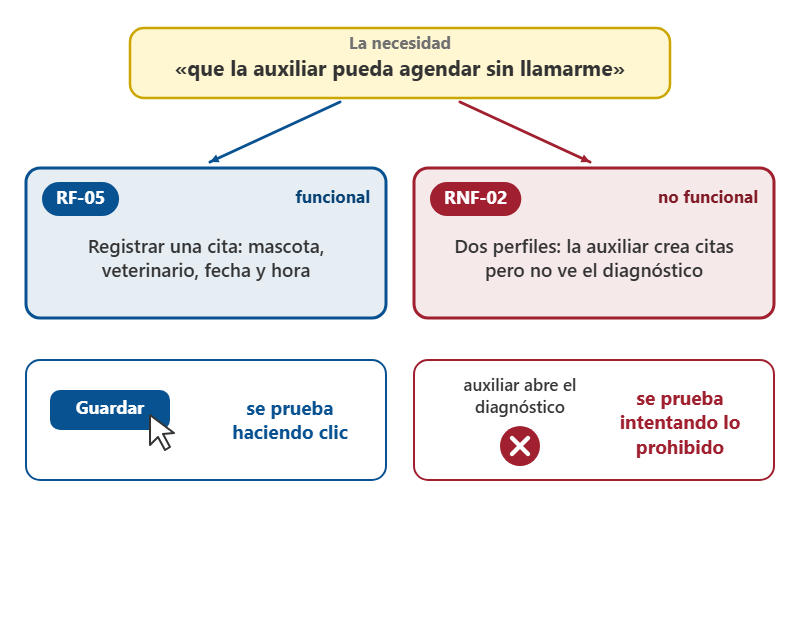 La necesidad
«que la auxiliar pueda agendar sin llamarme»
RF-05
funcional
Registrar una cita: mascota,
veterinario, fecha y hora
RNF-02
no funcional
Dos perfiles: la auxiliar crea citas
pero no ve el diagnóstico
Guardar
se prueba
haciendo clic
auxiliar abre el
diagnóstico
se prueba
intentando lo
prohibido